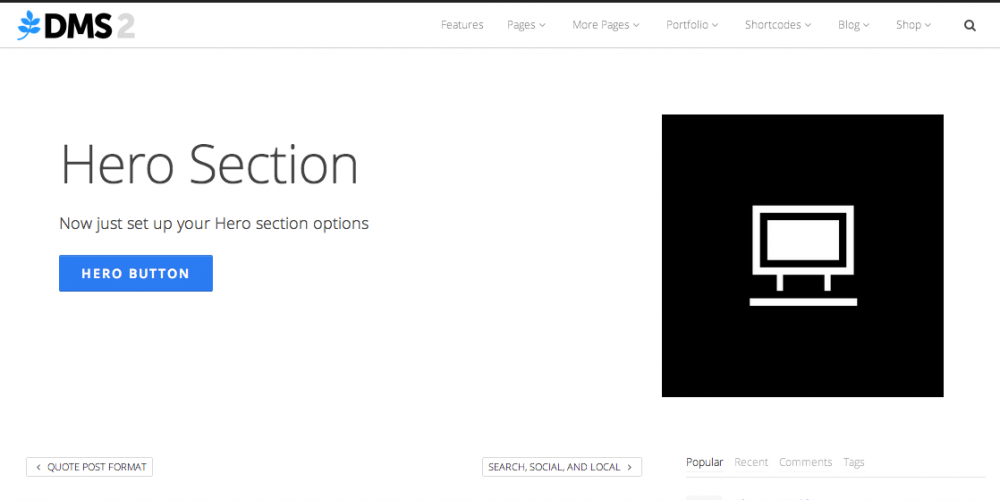 DMS 2
Features Pages More Pages Portfolio Shortcodes Blog Shop
Hero Section
Now just set up your Hero section options
HERO BUTTON
QUOTE POST FORMAT
SEARCH, SOCIAL, AND LOCAL
Popular Recent Comments Tags